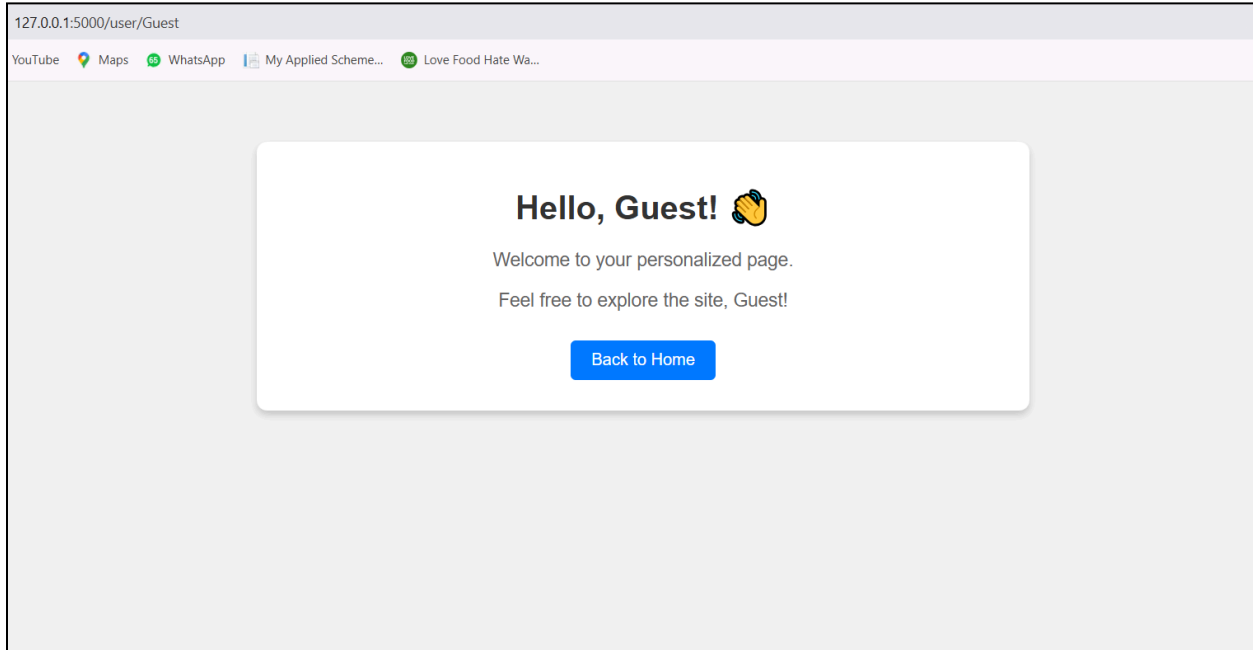 127.0.0.1:5000/user/Guest
YouTube Maps 65 WhatsApp My Applied Scheme... Love Food Hate Wa...
Hello, Guest! 👋
Welcome to your personalized page.
Feel free to explore the site, Guest!
Back to Home